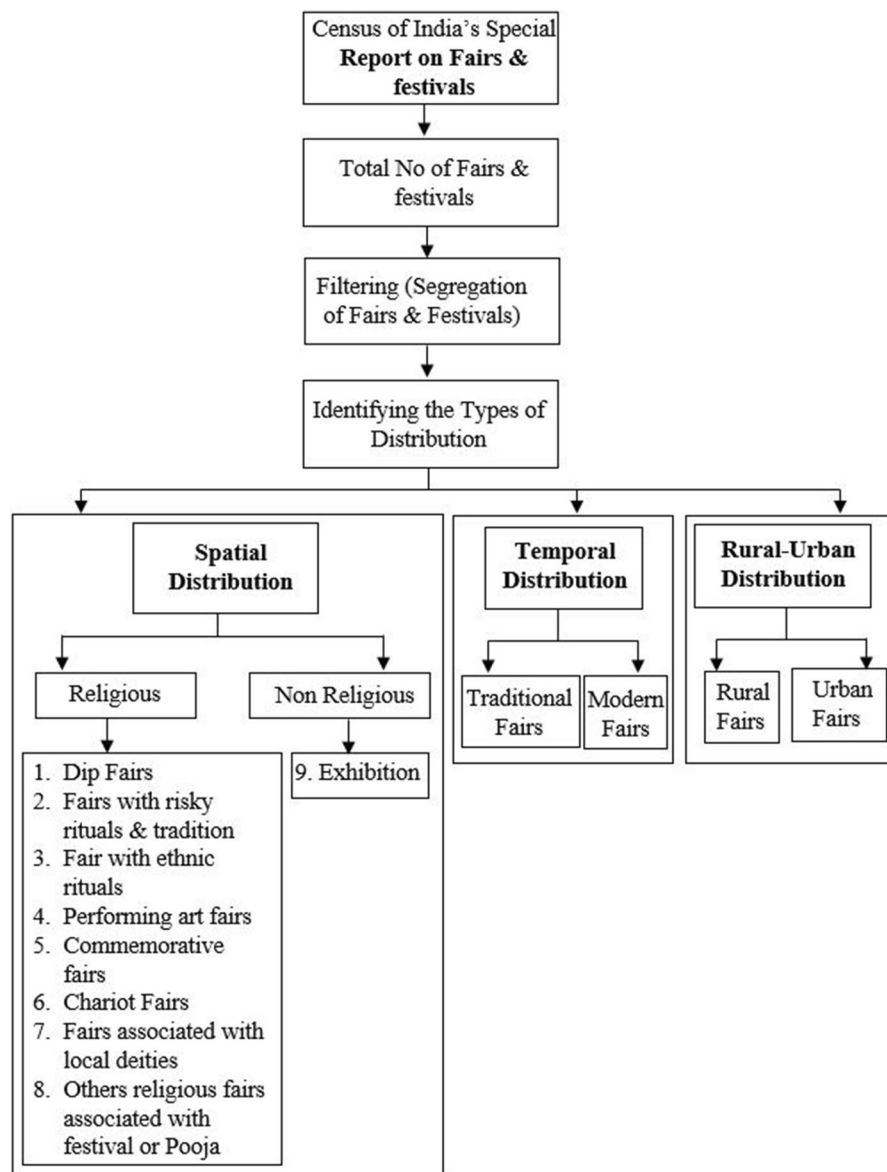 Census of India's Special
Report on Fairs &
festivals
Total No of Fairs &
festivals
Filtering (Segregation
of Fairs & Festivals)
Identifying the Types of
Distribution
Spatial
Distribution
Religious
Non Religious
1. Dip Fairs
2. Fairs with risky
rituals & tradition
3. Fair with ethnic
rituals
4. Performing art fairs
5. Commemorative
fairs
6. Chariot Fairs
7. Fairs associated with
local deities
8. Others religious fairs
associated with
festival or Pooja
9. Exhibition
Temporal
Distribution
Traditional
Fairs
Modern
Fairs
Rural-Urban
Distribution
Rural
Fairs
Urban
Fairs